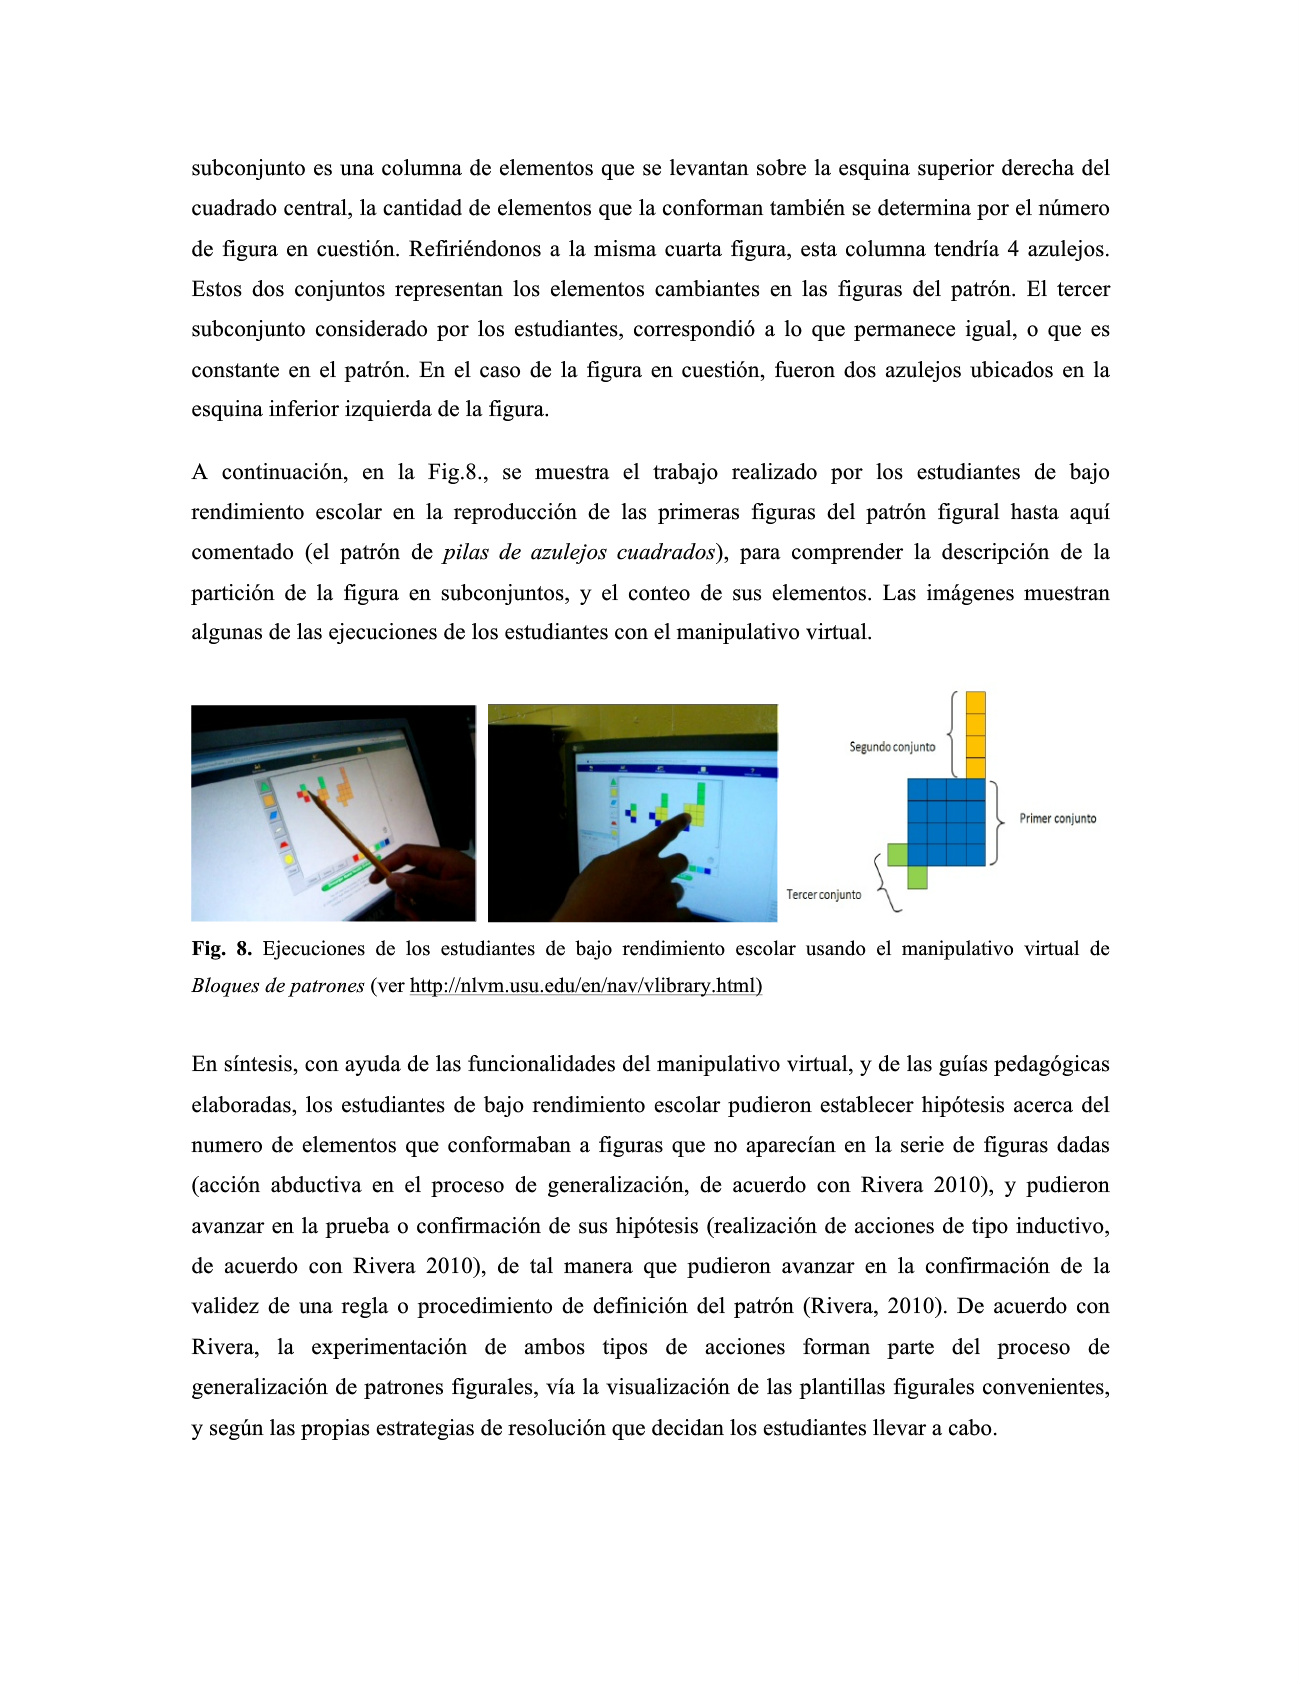 subconjunto es una columna de elementos que se levantan sobre la esquina superior derecha del
cuadrado central, la cantidad de elementos que la conforman también se determina por el número
de figura en cuestión. Refiriéndonos a la misma cuarta figura, esta columna tendría 4 azulejos.
Estos dos conjuntos representan los elementos cambiantes en las figuras del patrón. El tercer
subconjunto considerado por los estudiantes, correspondió a lo que permanece igual, o que es
constante en el patrón. En el caso de la figura en cuestión, fueron dos azulejos ubicados en la
esquina inferior izquierda de la figura.
A continuación, en la Fig.8., se muestra el trabajo realizado por los estudiantes de bajo
rendimiento escolar en la reproducción de las primeras figuras del patrón figural hasta aquí
comentado (el patrón de pilas de azulejos cuadrados), para comprender la descripción de la
partición de la figura en subconjuntos, y el conteo de sus elementos. Las imágenes muestran
algunas de las ejecuciones de los estudiantes con el manipulativo virtual.
Segundo conjunto
Primer conjunto
Tercer conjunto
Fig. 8. Ejecuciones de los estudiantes de bajo rendimiento escolar usando el manipulativo virtual de
Bloques de patrones (ver http://nlvm.usu.edu/en/nav/vlibrary.html)
En síntesis, con ayuda de las funcionalidades del manipulativo virtual, y de las guías pedagógicas
elaboradas, los estudiantes de bajo rendimiento escolar pudieron establecer hipótesis acerca del
numero de elementos que conformaban a figuras que no aparecían en la serie de figuras dadas
(acción abductiva en el proceso de generalización, de acuerdo con Rivera 2010), y pudieron
avanzar en la prueba o confirmación de sus hipótesis (realización de acciones de tipo inductivo,
de acuerdo con Rivera 2010), de tal manera que pudieron avanzar en la confirmación de la
validez de una regla o procedimiento de definición del patrón (Rivera, 2010). De acuerdo con
Rivera, la experimentación de ambos tipos de acciones forman parte del proceso de
generalización de patrones figurales, vía la visualización de las plantillas figurales convenientes,
y según las propias estrategias de resolución que decidan los estudiantes llevar a cabo.